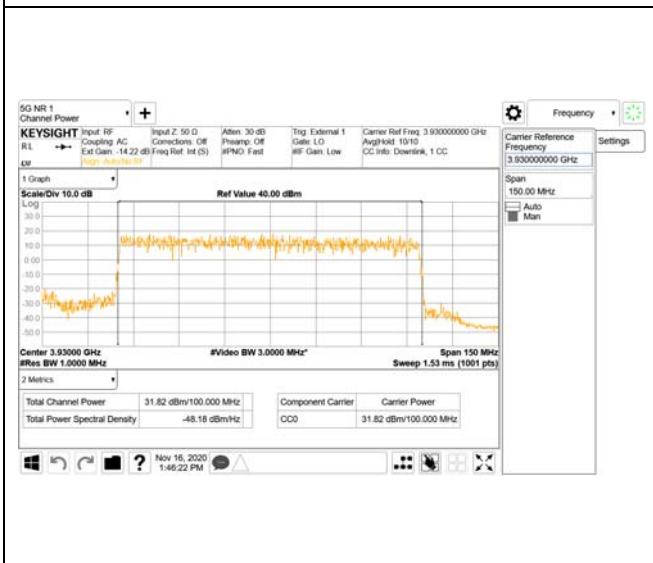 5G NR 1
Channel Power
Frequency
KEYSIGHT
RL
Input: RF
Coupling: AC
Ext Gain: -14.22 dB
Align: Auto/No RF
Input Z: 50 Ω
Corrections: Off
Freq Ref: Int (S)
Atten: 30 dB
Preamp: Off
#PNO: Fast
Trig: External 1
Gate: LO
#IF Gain: Low
Carrier Ref Freq: 3.930000000 GHz
Avg|Hold: 10/10
CC Info: Downlink, 1 CC
Carrier Reference
Frequency
3.930000000 GHz
Settings
Span
150.00 MHz
Auto
Man
1 Graph
Scale/Div 10.0 dB
Ref Value 40.00 dBm
Log
30.0
20.0
10.0
0.00
-10.0
-20.0
-30.0
-40.0
-50.0
Center 3.93000 GHz
#Video BW 3.0000 MHz*
Span 150 MHz
#Res BW 1.0000 MHz
Sweep 1.53 ms (1001 pts)
2 Metrics
Total Channel Power 31.82 dBm/100.000 MHz
Total Power Spectral Density -48.18 dBm/Hz
Component Carrier Carrier Power
CC0 31.82 dBm/100.000 MHz
Nov 16, 2020
1:46:22 PM